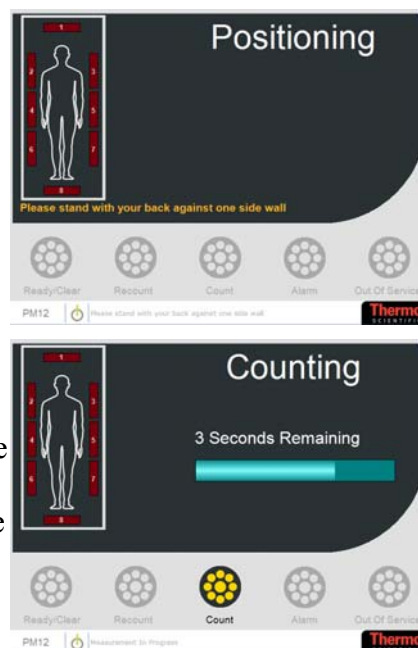 Positioning
1
2 3
4 5
6 7
8
Please stand with your back against one side wall
Ready/Clear Recount Count Alarm Out Of Service
PM12 Please stand with your back against one side wall Thermo
SCIENTIFIC
Counting
1
2 3
3 Seconds Remaining
e
4 5
6 7
e
8
Ready/Clear Recount Count Alarm Out Of Service
PM12 Measurement In Progress Thermo